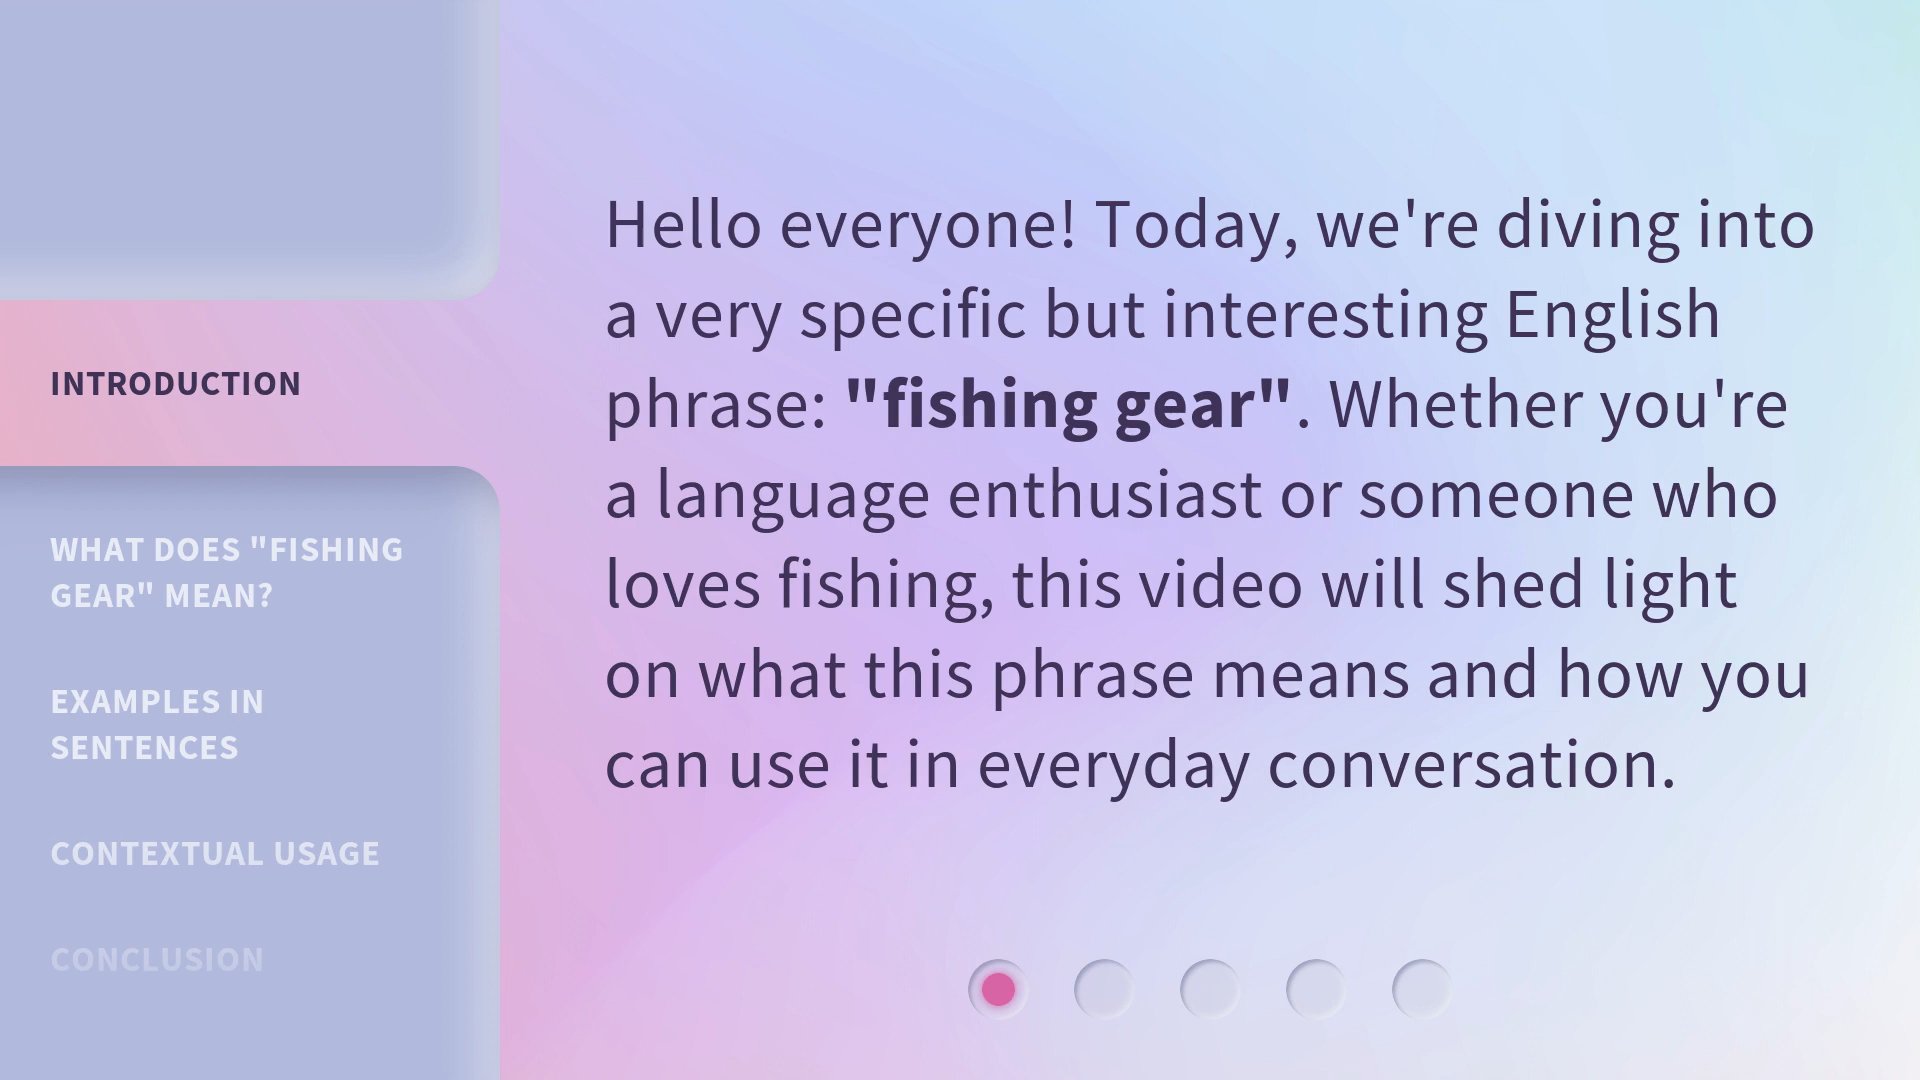 INTRODUCTION
WHAT DOES "FISHING
GEAR" MEAN?
EXAMPLES IN
SENTENCES
CONTEXTUAL USAGE
CONCLUSION
Hello everyone! Today, we're diving into
a very specific but interesting English
phrase: "fishing gear". Whether you're
a language enthusiast or someone who
loves fishing, this video will shed light
on what this phrase means and how you
can use it in everyday conversation.